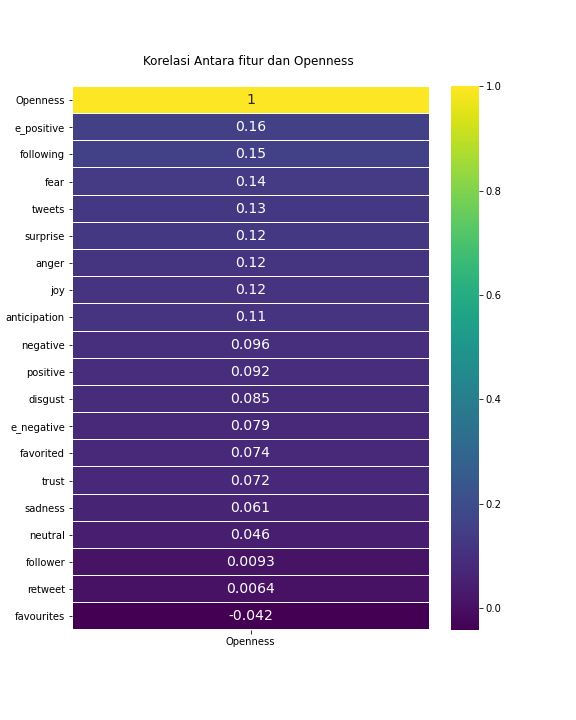 Korelasi Antara fitur dan Openness
Openness 1
e_positive 0.16
following 0.15
fear 0.14
tweets 0.13
surprise 0.12
anger 0.12
joy 0.12
anticipation 0.11
negative 0.096
positive 0.092
disgust 0.085
e_negative 0.079
favorited 0.074
trust 0.072
sadness 0.061
neutral 0.046
follower 0.0093
retweet 0.0064
favourites -0.042
Openness
1.0
0.8
0.6
0.4
0.2
0.0